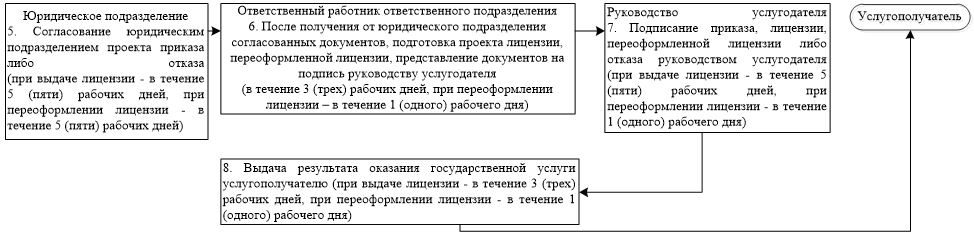 Юридическое подразделение
5. Согласование юридическим
подразделением проекта приказа
либо отказа
(при выдаче лицензии - в течение
5 (пяти) рабочих дней, при
переоформлении лицензии - в
течение 5 (пяти) рабочих дней)
Ответственный работник ответственного подразделения
6. После получения от юридического подразделения
согласованных документов, подготовка проекта лицензии,
переоформленной лицензии, представление документов на
подпись руководству услугодателя
(в течение 3 (трех) рабочих дней, при переоформлении
лицензии – в течение 1 (одного) рабочего дня)
Руководство услугодателя
7. Подписание приказа, лицензии,
переоформленной лицензии либо
отказа руководством услугодателя
(при выдаче лицензии - в течение 5
(пяти) рабочих дней, при
переоформлении лицензии - в течение
1 (одного) рабочего дня)
Услугополучатель
8. Выдача результата оказания государственной услуги
услугополучателю (при выдаче лицензии - в течение 3 (трех)
рабочих дней, при переоформлении лицензии - в течение 1
(одного) рабочего дня)